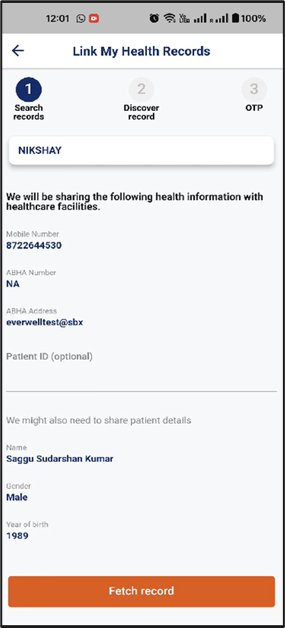 12:01 100%
Link My Health Records
1 2 3
Search records Discover record OTP
NIKSHAY
We will be sharing the following health information with
healthcare facilities.
Mobile Number
8722644530
ABHA Number
NA
ABHA Address
everwelltest@sbx
Patient ID (optional)
We might also need to share patient details
Name
Saggu Sudarshan Kumar
Gender
Male
Year of birth
1989
Fetch record